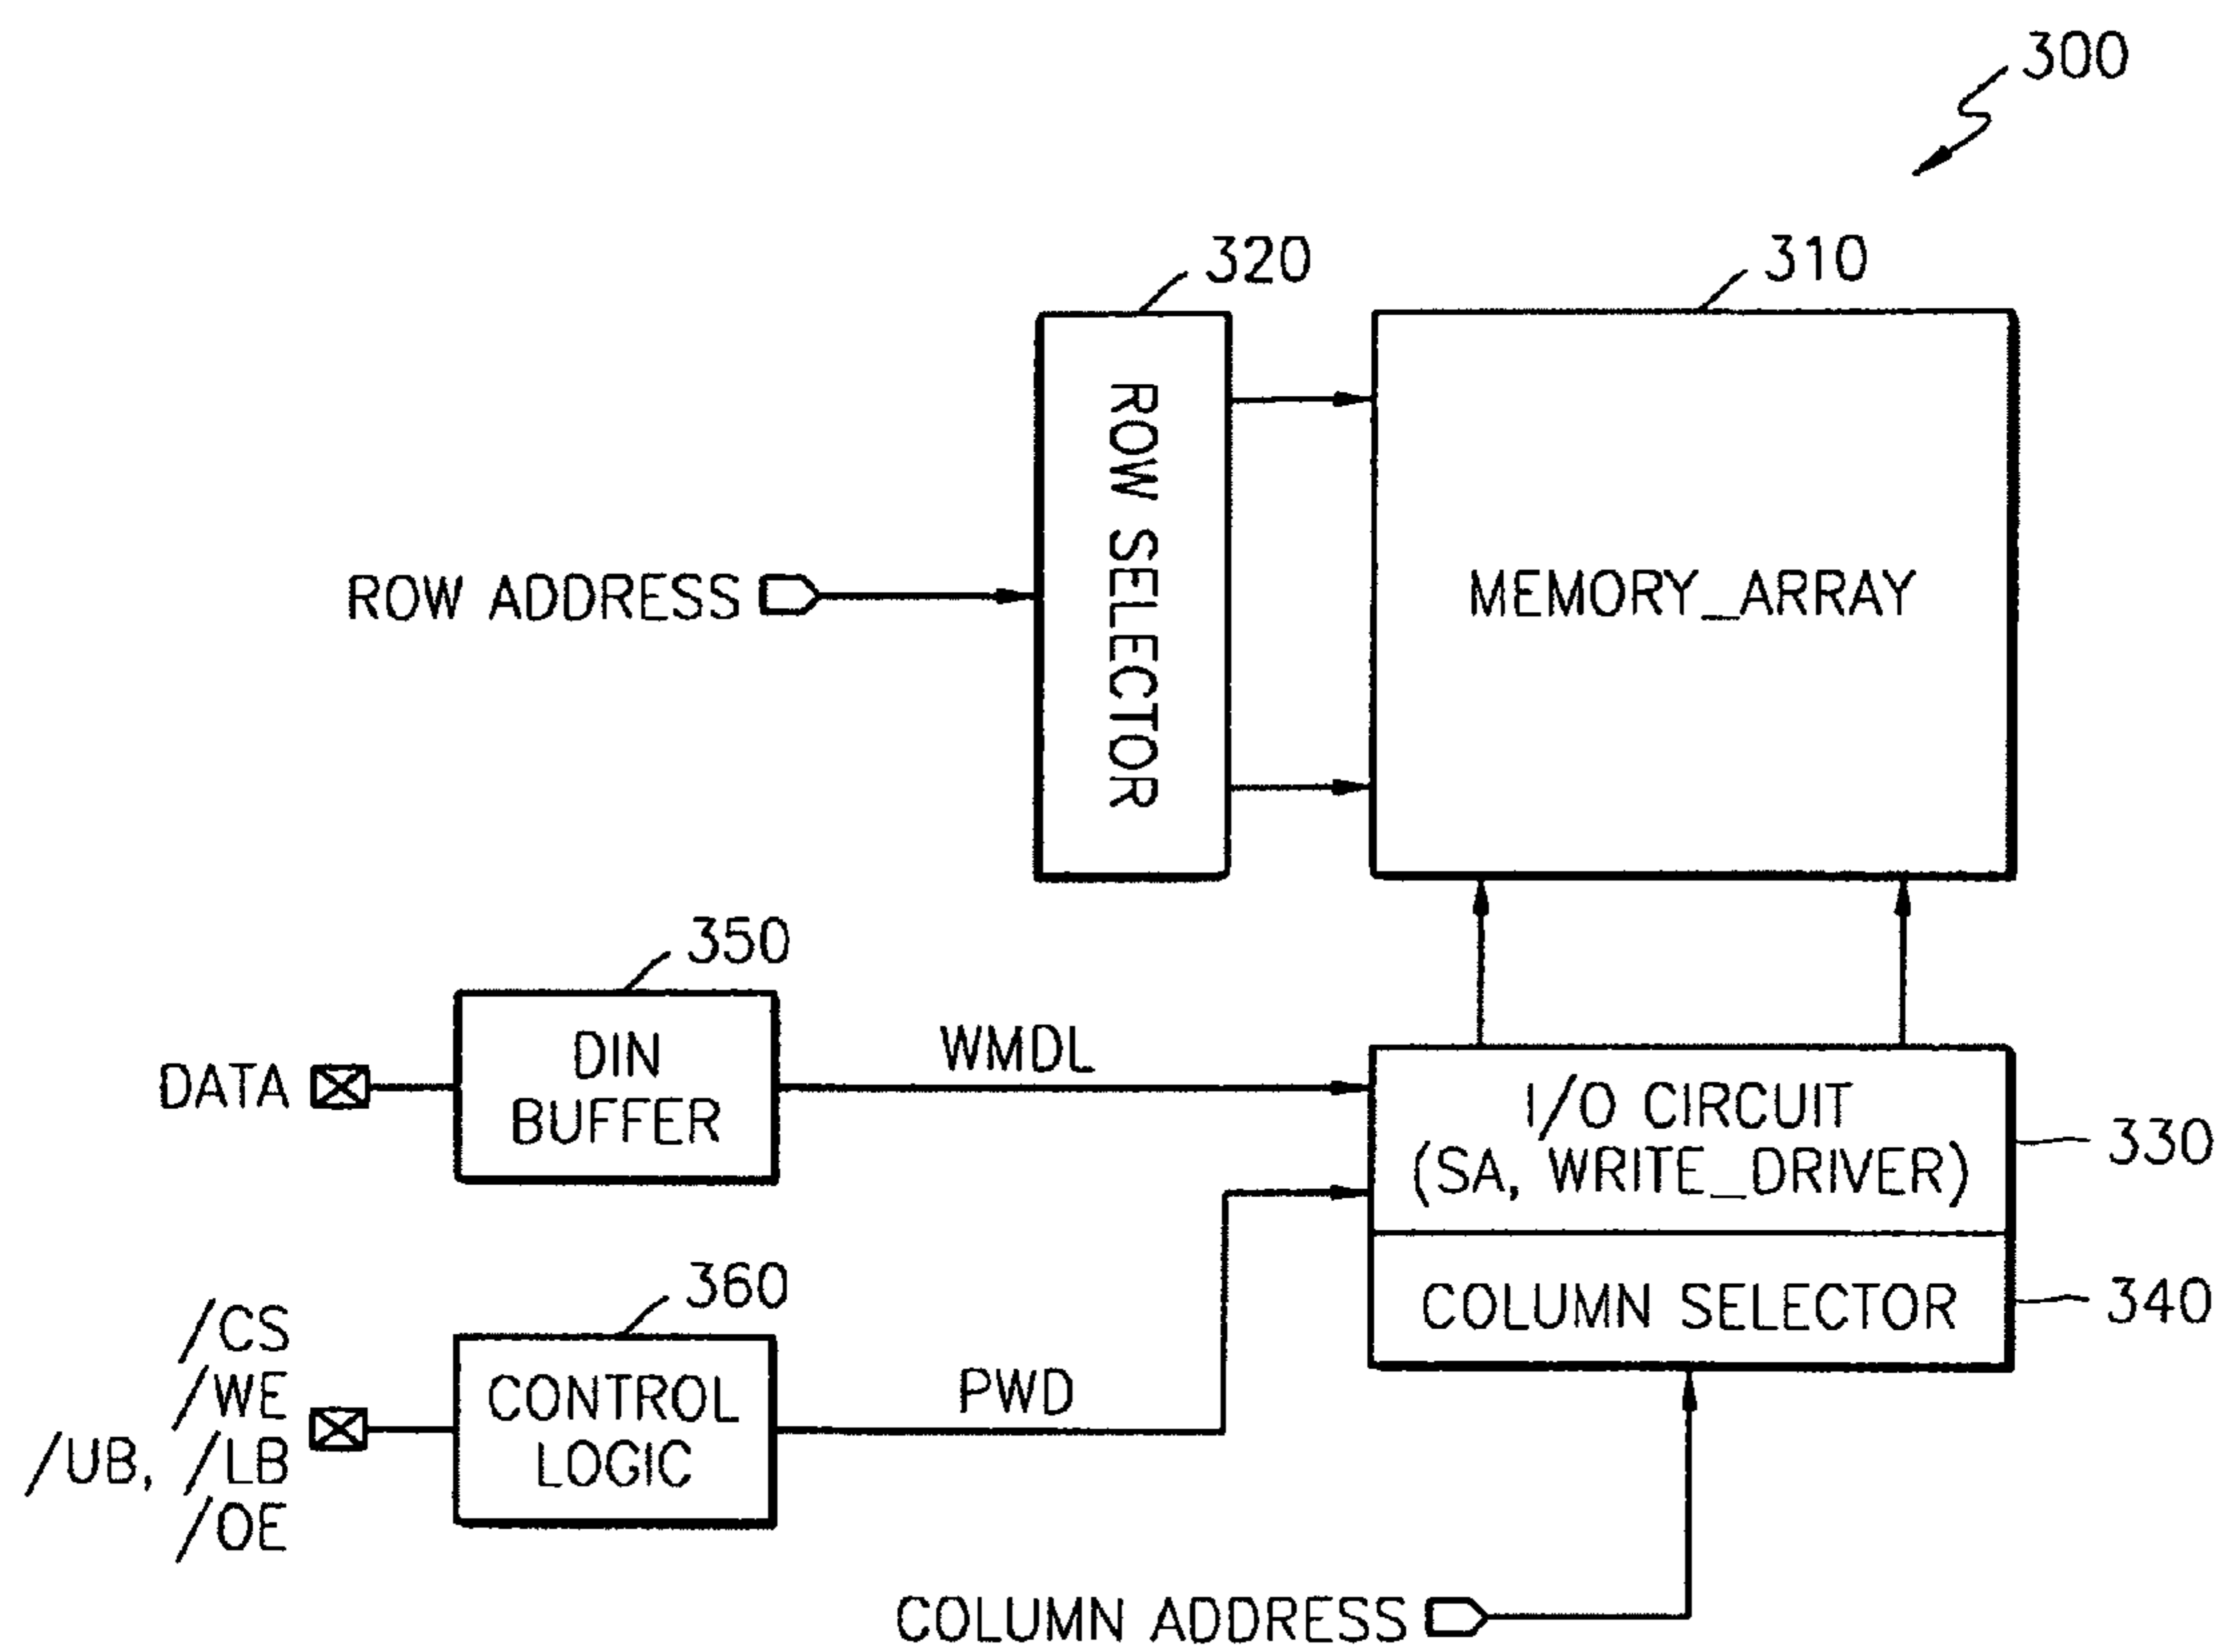 300
320
310
ROW SELECTOR
ROW ADDRESS
MEMORY_ARRAY
350
DIN
BUFFER
DATA
WMDL
I/O CIRCUIT
(SA, WRITE_DRIVER)
330
COLUMN SELECTOR
340
360
/CS
/WE
/UB, /LB
/OE
CONTROL
LOGIC
PWD
COLUMN ADDRESS